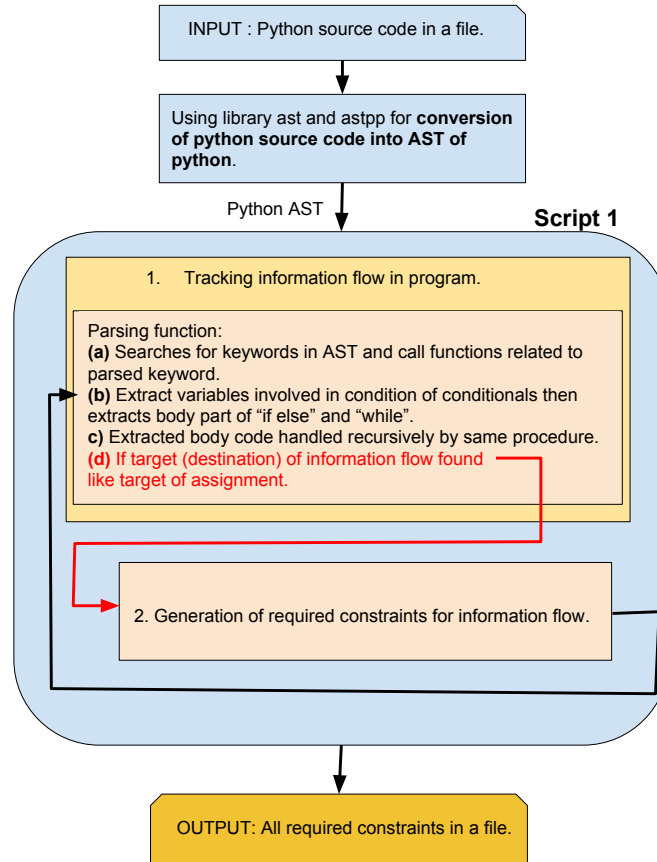 INPUT : Python source code in a file.
Using library ast and astpp for conversion
of python source code into AST of
python.
Python AST
Script 1
1. Tracking information flow in program.
Parsing function:
(a) Searches for keywords in AST and call functions related to
parsed keyword.
(b) Extract variables involved in condition of conditionals then
extracts body part of “if else” and “while”.
c) Extracted body code handled recursively by same procedure.
(d) If target (destination) of information flow found
like target of assignment.
2. Generation of required constraints for information flow.
OUTPUT: All required constraints in a file.